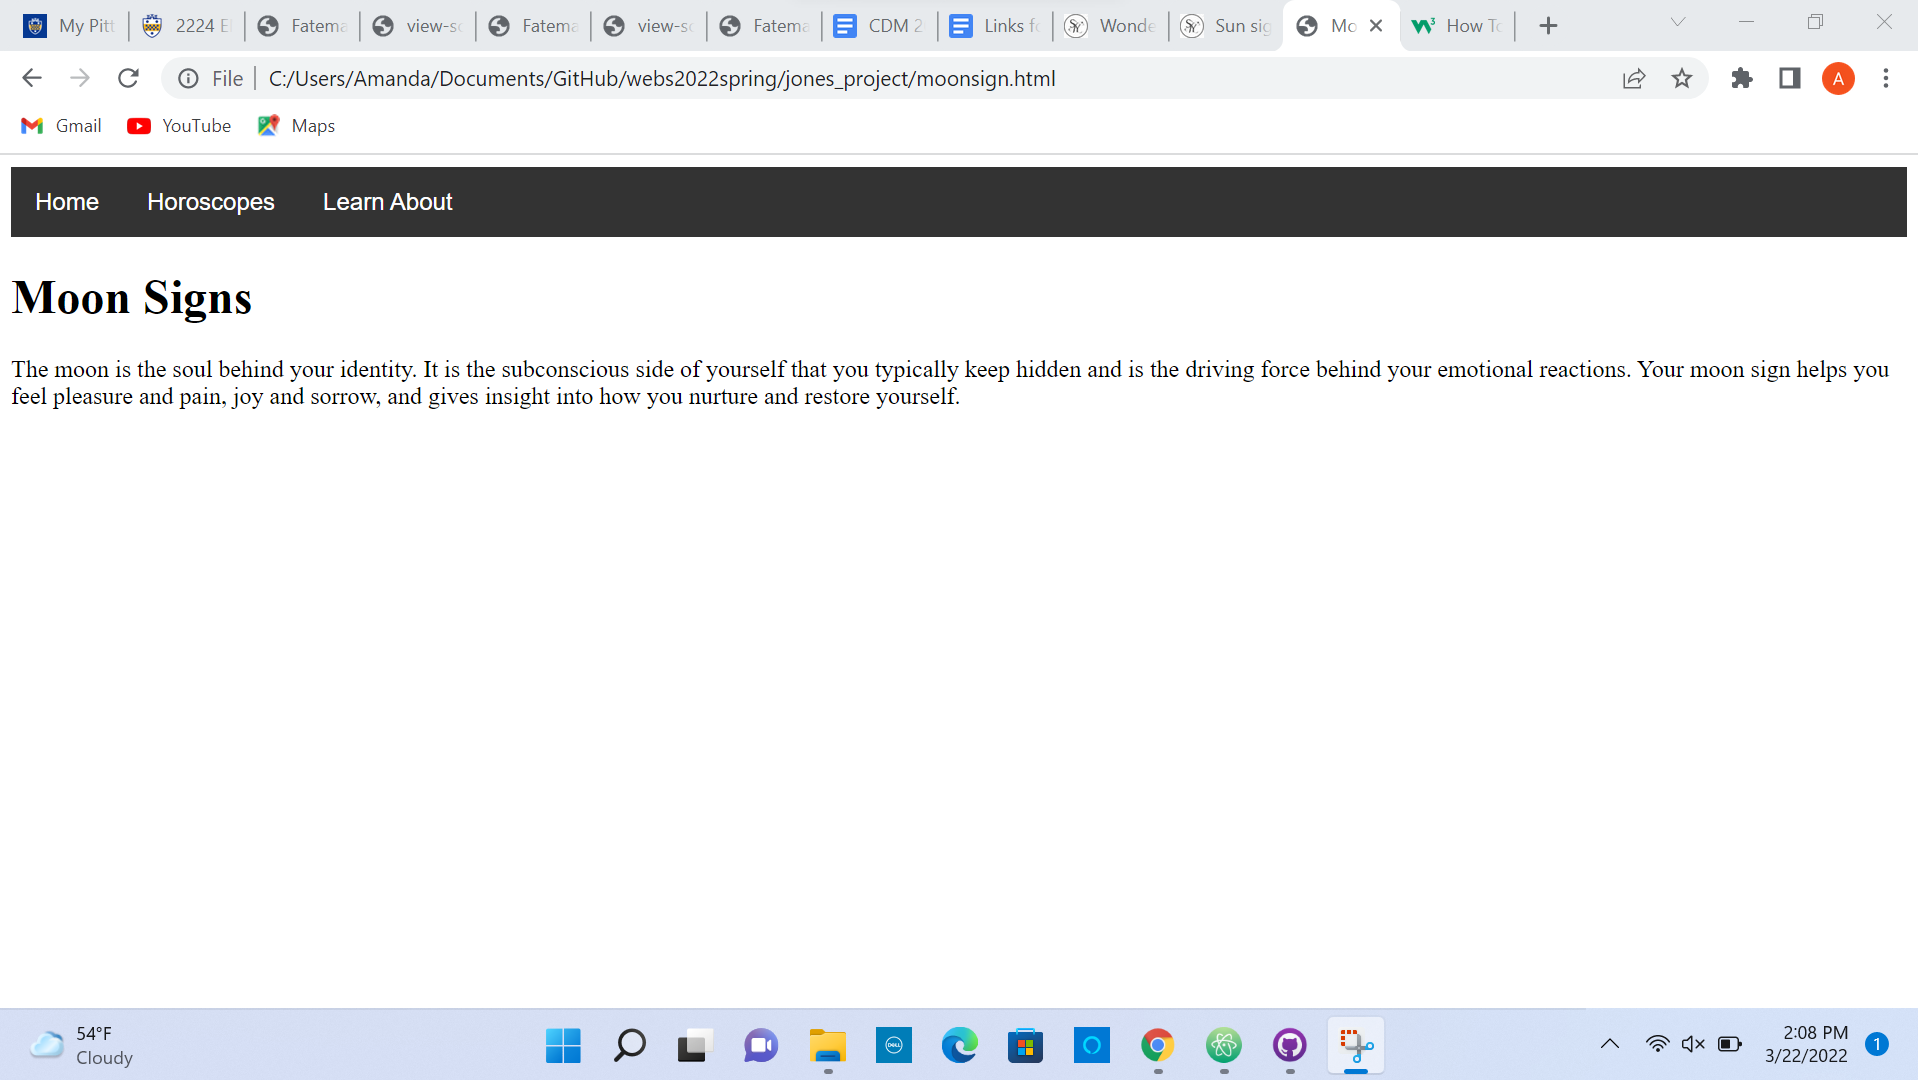 My Pitt
2224 El
Fatema
view-so
Fatema
view-so
Fatema
CDM 2
Links fo
Wonde
Sun sig
Mo
How To
File
C:/Users/Amanda/Documents/GitHub/webs2022spring/jones_project/moonsign.html
A
Gmail
YouTube
Maps
Home
Horoscopes
Learn About
Moon Signs
The moon is the soul behind your identity. It is the subconscious side of yourself that you typically keep hidden and is the driving force behind your emotional reactions. Your moon sign helps you
feel pleasure and pain, joy and sorrow, and gives insight into how you nurture and restore yourself.
54°F
Cloudy
DELL
2:08 PM
3/22/2022
1